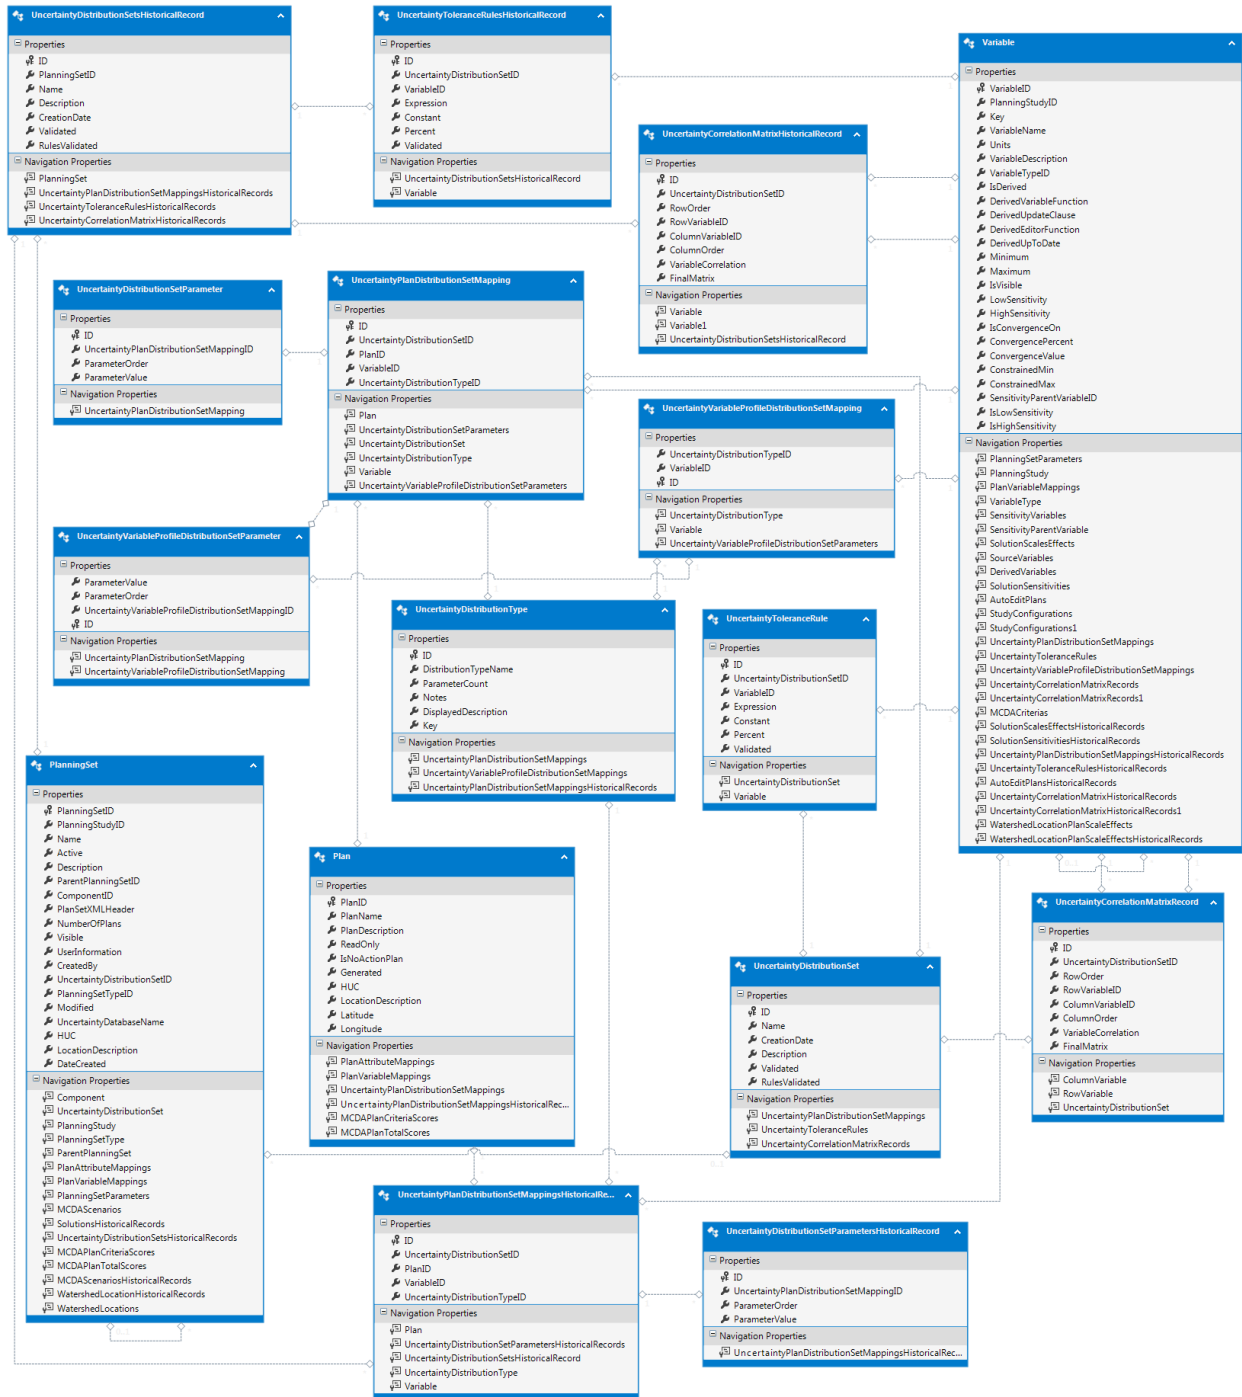 UncertaintyDistributionSetsHistoricalRecord
Properties
ID
PlanningSetID
Name
Description
CreationDate
Validated
RulesValidated
Navigation Properties
PlanningSet
UncertaintyPlanDistributionSetMappingsHistoricalRecords
UncertaintyToleranceRulesHistoricalRecords
UncertaintyCorrelationMatrixHistoricalRecords
UncertaintyToleranceRulesHistoricalRecord
Properties
ID
UncertaintyDistributionSetID
VariableID
Expression
Constant
Percent
Validated
Navigation Properties
UncertaintyDistributionSetsHistoricalRecord
Variable
Variable
Properties
VariableID
PlanningStudyID
Key
VariableName
Units
VariableDescription
VariableTypeID
IsDerived
DerivedVariableFunction
DerivedUpdateClause
DerivedEditorFunction
DerivedUpToDate
Minimum
Maximum
IsVisible
LowSensitivity
HighSensitivity
IsConvergenceOn
ConvergencePercent
ConvergenceValue
ConstrainedMin
ConstrainedMax
SensitivityParentVariableID
IsLowSensitivity
IsHighSensitivity
Navigation Properties
PlanningSetParameters
PlanningStudy
PlanVariableMappings
VariableType
SensitivityVariables
SensitivityParentVariable
SolutionScalesEffects
SourceVariables
DerivedVariables
SolutionSensitivities
AutoEditPlans
StudyConfigurations
StudyConfigurations1
UncertaintyPlanDistributionSetMappings
UncertaintyToleranceRules
UncertaintyVariableProfileDistributionSetMappings
UncertaintyCorrelationMatrixRecords
UncertaintyCorrelationMatrixRecords1
MCDACriterias
SolutionScalesEffectsHistoricalRecords
SolutionSensitivitiesHistoricalRecords
UncertaintyPlanDistributionSetMappingsHistoricalRecords
UncertaintyToleranceRulesHistoricalRecords
AutoEditPlansHistoricalRecords
UncertaintyCorrelationMatrixHistoricalRecords
UncertaintyCorrelationMatrixHistoricalRecords1
WatershedLocationPlanScaleEffects
WatershedLocationPlanScaleEffectsHistoricalRecords
UncertaintyCorrelationMatrixHistoricalRecord
Properties
ID
UncertaintyDistributionSetID
RowOrder
RowVariableID
ColumnVariableID
ColumnOrder
VariableCorrelation
FinalMatrix
Navigation Properties
Variable
Variable1
UncertaintyDistributionSetsHistoricalRecord
UncertaintyDistributionSetParameter
Properties
ID
UncertaintyPlanDistributionSetMappingID
ParameterOrder
ParameterValue
Navigation Properties
UncertaintyPlanDistributionSetMapping
UncertaintyPlanDistributionSetMapping
Properties
ID
UncertaintyDistributionSetID
PlanID
VariableID
UncertaintyDistributionTypeID
Navigation Properties
Plan
UncertaintyDistributionSetParameters
UncertaintyDistributionSet
UncertaintyDistributionType
Variable
UncertaintyVariableProfileDistributionSetParameters
UncertaintyVariableProfileDistributionSetMapping
Properties
UncertaintyDistributionTypeID
VariableID
ID
Navigation Properties
UncertaintyDistributionType
Variable
UncertaintyVariableProfileDistributionSetParameters
UncertaintyVariableProfileDistributionSetParameter
Properties
ParameterValue
ParameterOrder
UncertaintyVariableProfileDistributionSetMappingID
ID
Navigation Properties
UncertaintyPlanDistributionSetMapping
UncertaintyVariableProfileDistributionSetMapping
UncertaintyDistributionType
Properties
ID
DistributionTypeName
ParameterCount
Notes
DisplayedDescription
Key
Navigation Properties
UncertaintyPlanDistributionSetMappings
UncertaintyVariableProfileDistributionSetMappings
UncertaintyPlanDistributionSetMappingsHistoricalRecords
UncertaintyToleranceRule
Properties
ID
UncertaintyDistributionSetID
VariableID
Expression
Constant
Percent
Validated
Navigation Properties
UncertaintyDistributionSet
Variable
PlanningSet
Properties
PlanningSetID
PlanningStudyID
Name
Active
Description
ParentPlanningSetID
ComponentID
PlanSetXMLHeader
NumberOfPlans
Visible
UserInformation
CreatedBy
UncertaintyDistributionSetID
PlanningSetTypeID
Modified
UncertaintyDatabaseName
HUC
LocationDescription
DateCreated
Navigation Properties
Component
UncertaintyDistributionSet
PlanningStudy
PlanningSetType
ParentPlanningSet
PlanAttributeMappings
PlanVariableMappings
PlanningSetParameters
MCDAScenarios
SolutionsHistoricalRecords
UncertaintyDistributionSetsHistoricalRecords
MCDAPlanCriteriaScores
MCDAPlanTotalScores
MCDAScenariosHistoricalRecords
WatershedLocationHistoricalRecords
WatershedLocations
Plan
Properties
PlanID
PlanName
PlanDescription
ReadOnly
IsNoActionPlan
Generated
HUC
LocationDescription
Latitude
Longitude
Navigation Properties
PlanAttributeMappings
PlanVariableMappings
UncertaintyPlanDistributionSetMappings
UncertaintyPlanDistributionSetMappingsHistoricalRec...
MCDAPlanCriteriaScores
MCDAPlanTotalScores
UncertaintyDistributionSet
Properties
ID
Name
CreationDate
Description
Validated
RulesValidated
Navigation Properties
UncertaintyPlanDistributionSetMappings
UncertaintyToleranceRules
UncertaintyCorrelationMatrixRecords
UncertaintyCorrelationMatrixRecord
Properties
ID
UncertaintyDistributionSetID
RowOrder
RowVariableID
ColumnVariableID
ColumnOrder
VariableCorrelation
FinalMatrix
Navigation Properties
ColumnVariable
RowVariable
UncertaintyDistributionSet
UncertaintyPlanDistributionSetMappingsHistoricalRe...
Properties
ID
UncertaintyDistributionSetID
PlanID
VariableID
UncertaintyDistributionTypeID
Navigation Properties
Plan
UncertaintyDistributionSetParametersHistoricalRecords
UncertaintyDistributionSetsHistoricalRecord
UncertaintyDistributionType
Variable
UncertaintyDistributionSetParametersHistoricalRecord
Properties
ID
UncertaintyPlanDistributionSetMappingID
ParameterOrder
ParameterValue
Navigation Properties
UncertaintyPlanDistributionSetMappingsHistoricalRec...